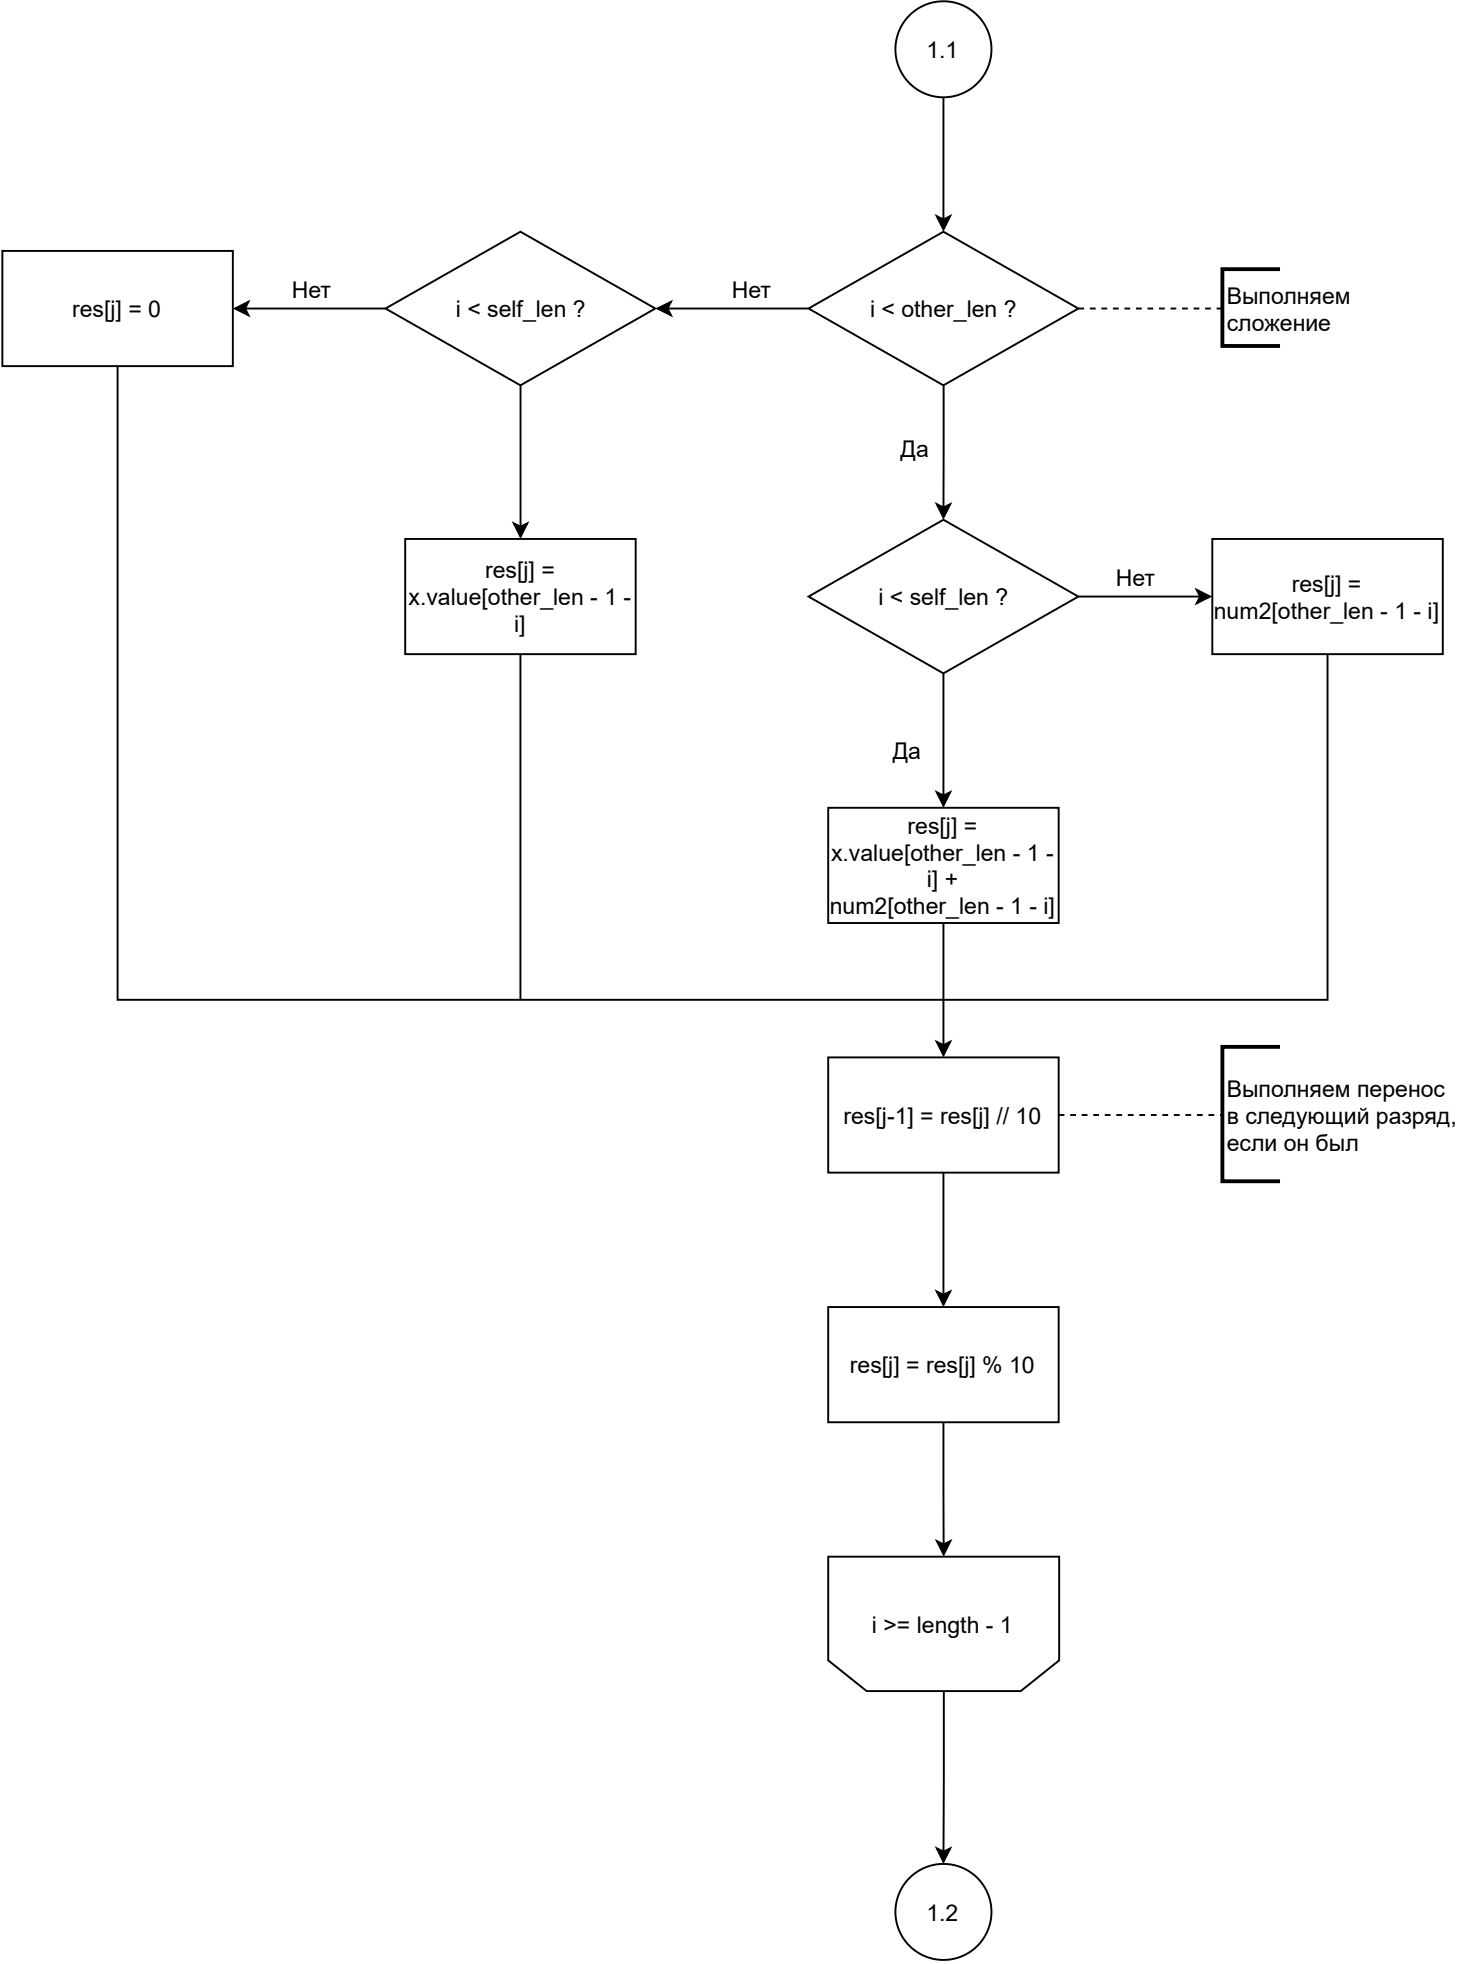 1.1
res[j] = 0
Нет
i < self_len ?
Нет
i < other_len ?
Выполняем
сложение
Да
res[j] =
x.value[other_len - 1 -
i]
i < self_len ?
Нет
res[j] =
num2[other_len - 1 - i]
Да
res[j] =
x.value[other_len - 1 -
i] +
num2[other_len - 1 - i]
res[j-1] = res[j] // 10
Выполняем перенос
в следующий разряд,
если он был
res[j] = res[j] % 10
i >= length - 1
1.2